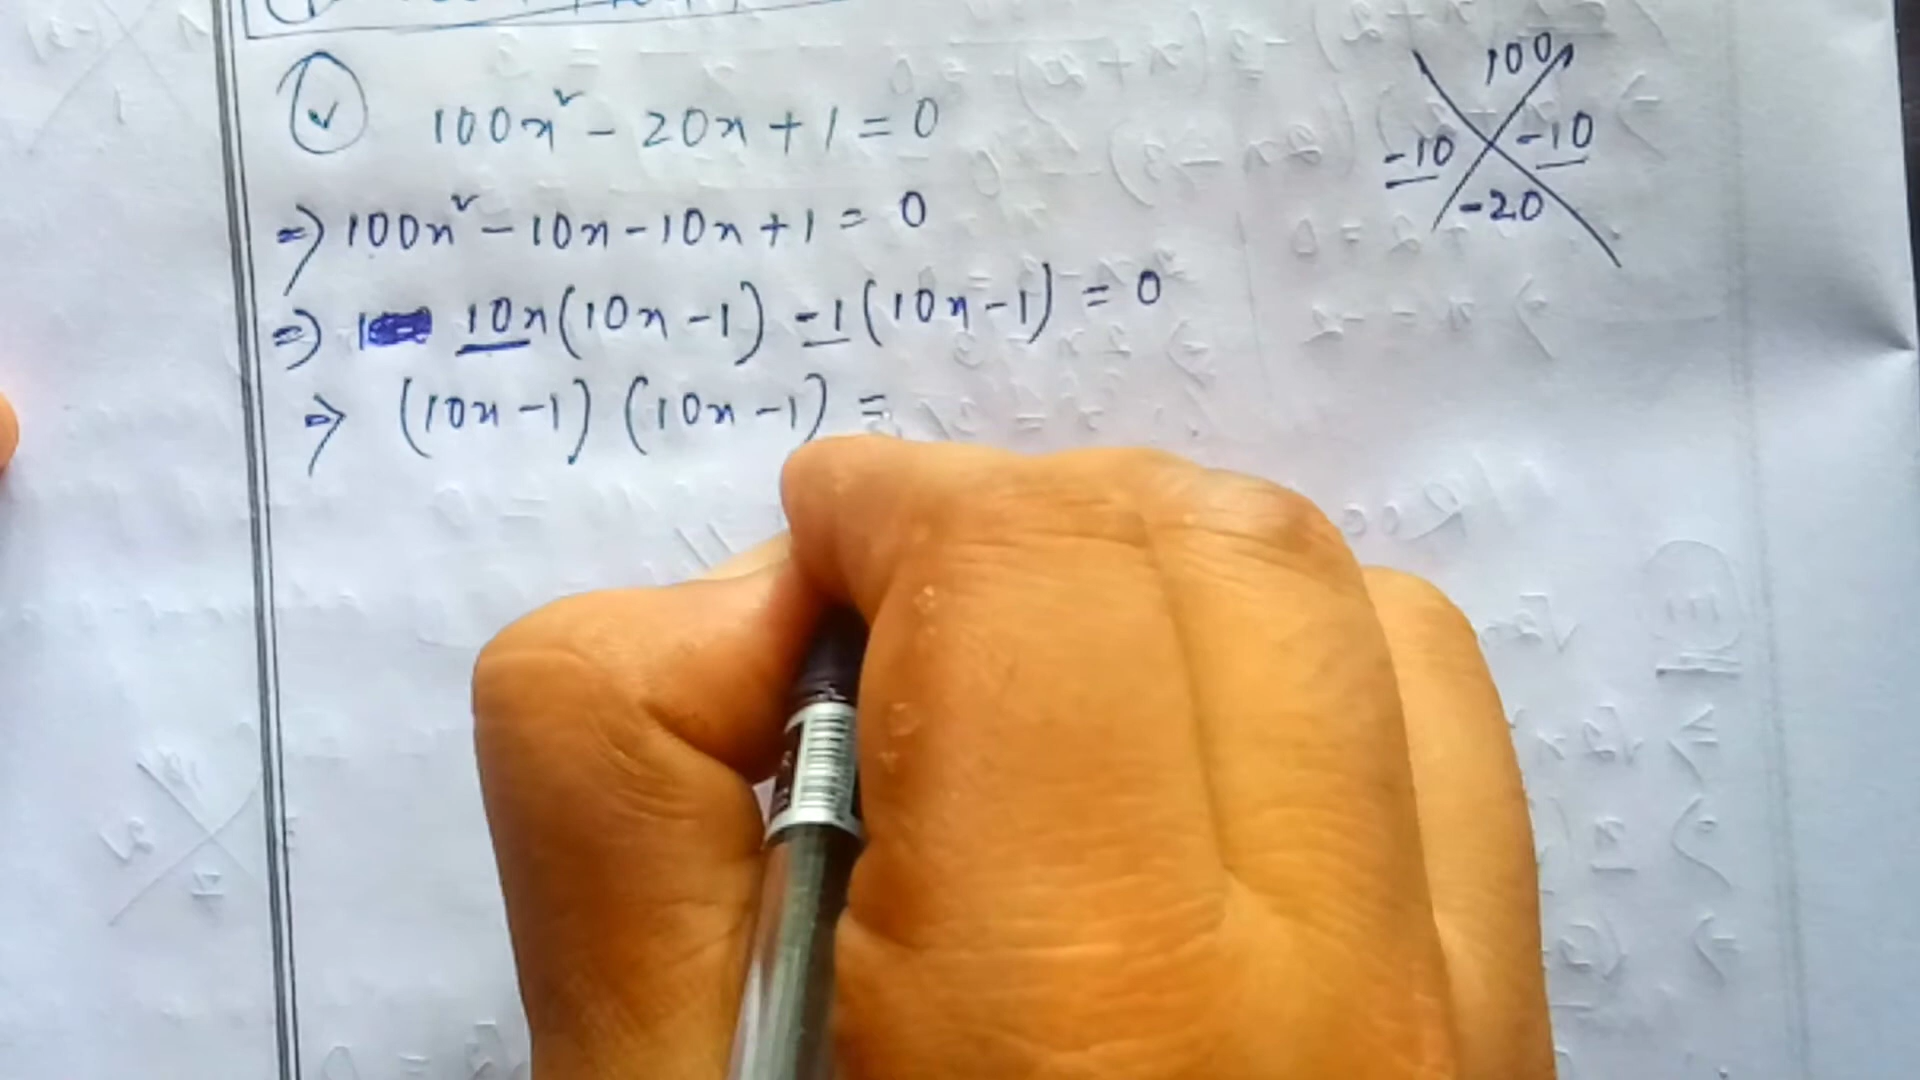 (v) 100x² - 20x + 1 = 0
⇒ 100x² - 10x - 10x + 1 = 0
⇒ 10x(10x - 1) - 1(10x - 1) = 0
⇒ (10x - 1) (10x - 1) =
100
-10 -10
-20